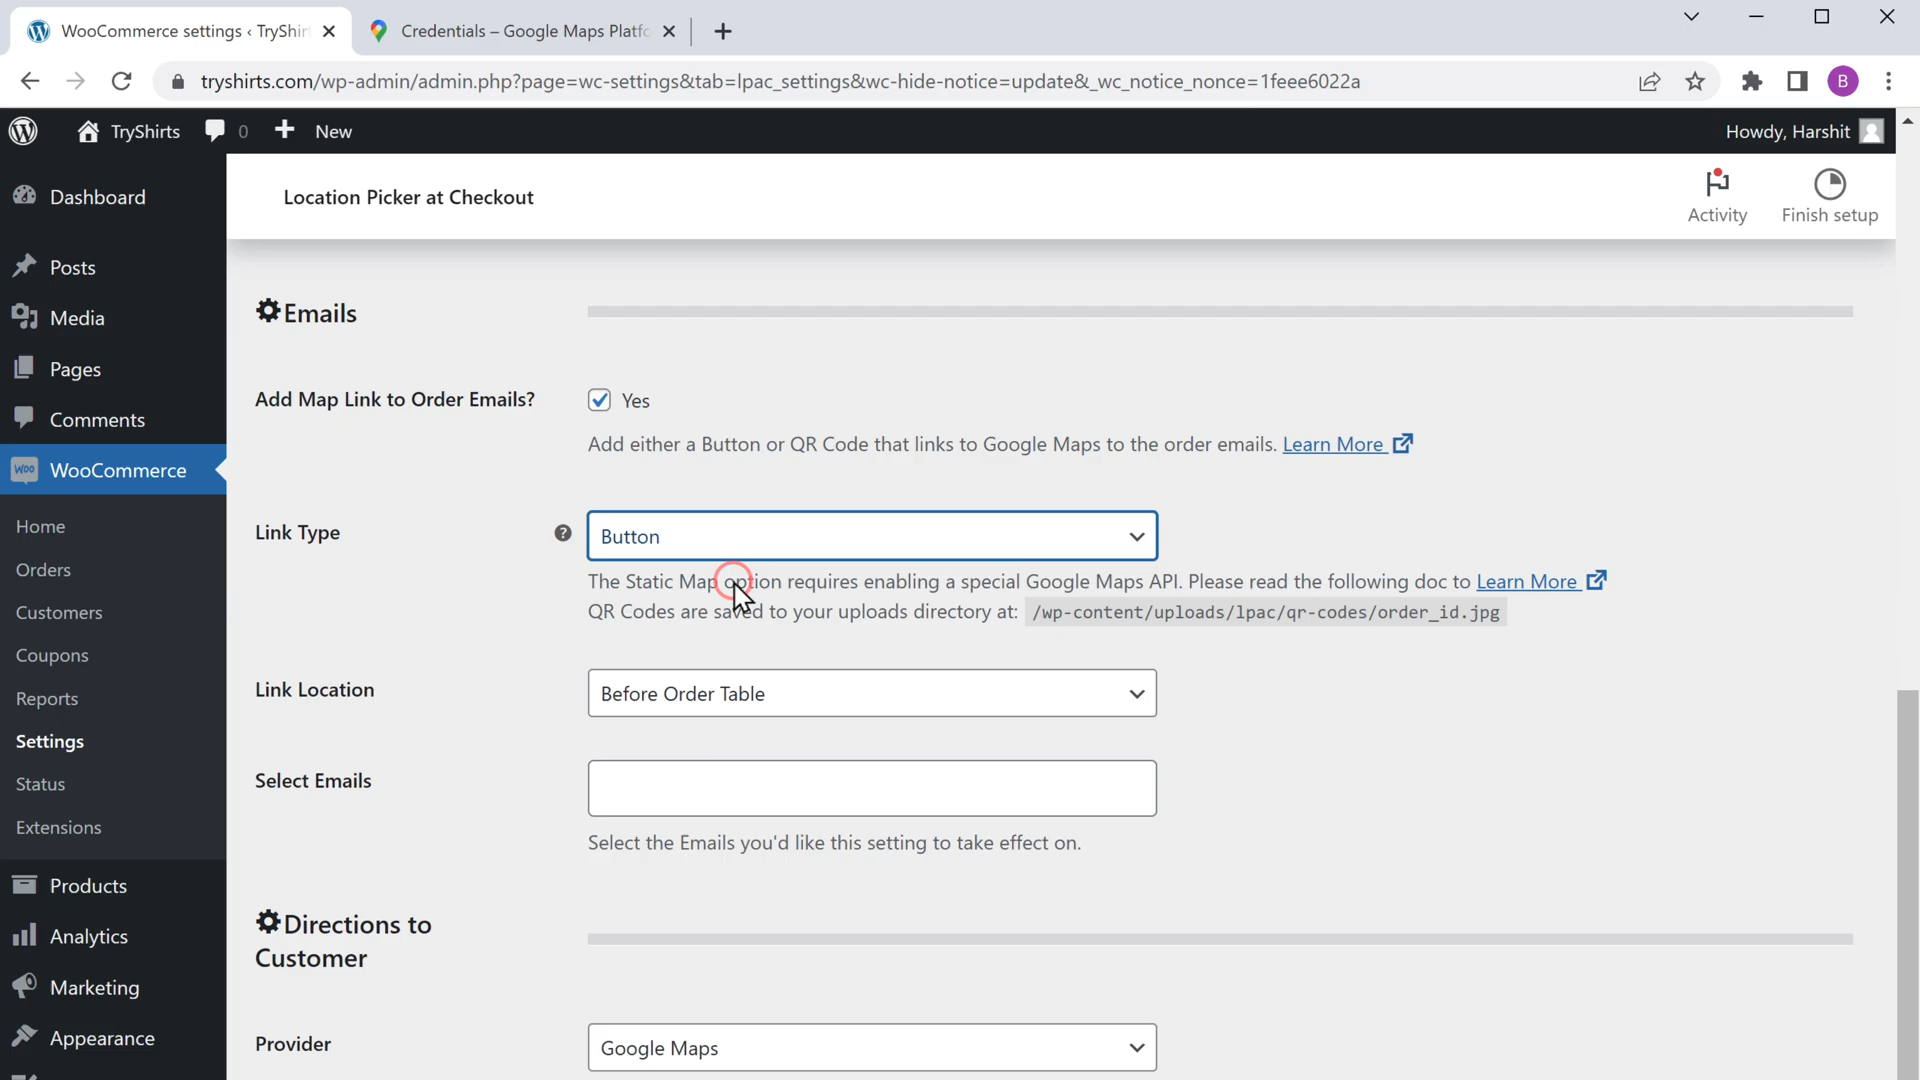 WooCommerce settings ‹ TryShirt
Credentials – Google Maps Platfo
tryshirts.com/wp-admin/admin.php?page=wc-settings&tab=lpac_settings&wc-hide-notice=update&_wc_notice_nonce=1feee6022a
B
TryShirts
0
New
Howdy, Harshit
Location Picker at Checkout
Activity
Finish setup
Dashboard
Posts
Media
Pages
Comments
Woo
WooCommerce
Home
Orders
Customers
Coupons
Reports
Settings
Status
Extensions
Products
Analytics
Marketing
Appearance
Emails
Add Map Link to Order Emails?
Yes
Add either a Button or QR Code that links to Google Maps to the order emails. Learn More
Link Type
?
Button
The Static Map option requires enabling a special Google Maps API. Please read the following doc to Learn More
QR Codes are saved to your uploads directory at: /wp-content/uploads/lpac/qr-codes/order_id.jpg
Link Location
Before Order Table
Select Emails
Select the Emails you'd like this setting to take effect on.
Directions to
Customer
Provider
Google Maps